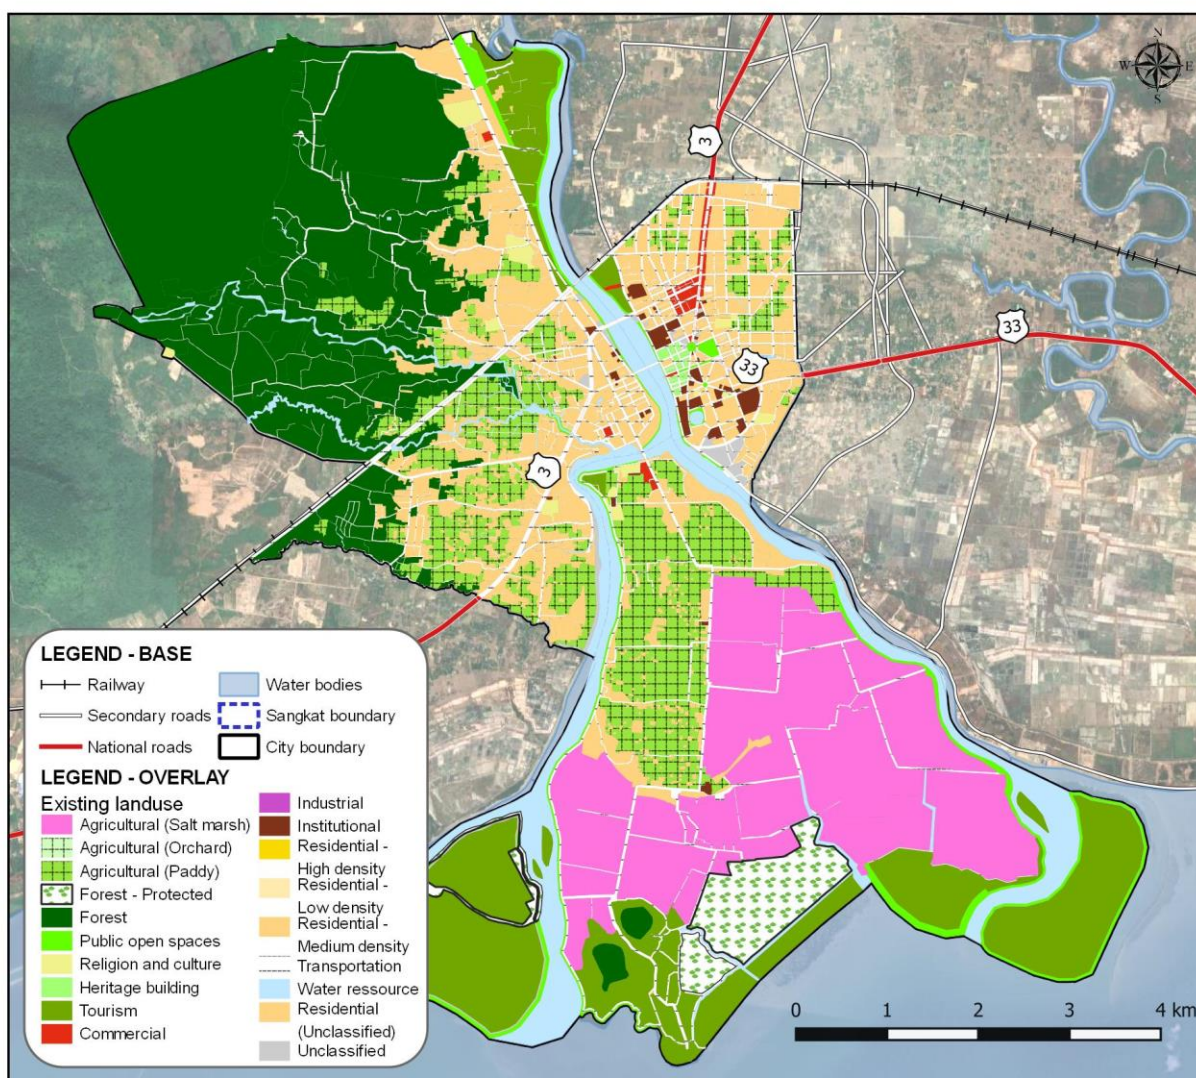 N
W E
S
3
33
33
3
LEGEND - BASE
Railway
Water bodies
Secondary roads
Sangkat boundary
National roads
City boundary
LEGEND - OVERLAY
Existing landuse
Agricultural (Salt marsh)
Agricultural (Orchard)
Agricultural (Paddy)
Forest - Protected
Forest
Public open spaces
Religion and culture
Heritage building
Tourism
Commercial
Industrial
Institutional
Residential -
High density
Residential -
Low density
Residential -
Medium density
Transportation
Water ressource
Residential
(Unclassified)
Unclassified
0 1 2 3 4 km